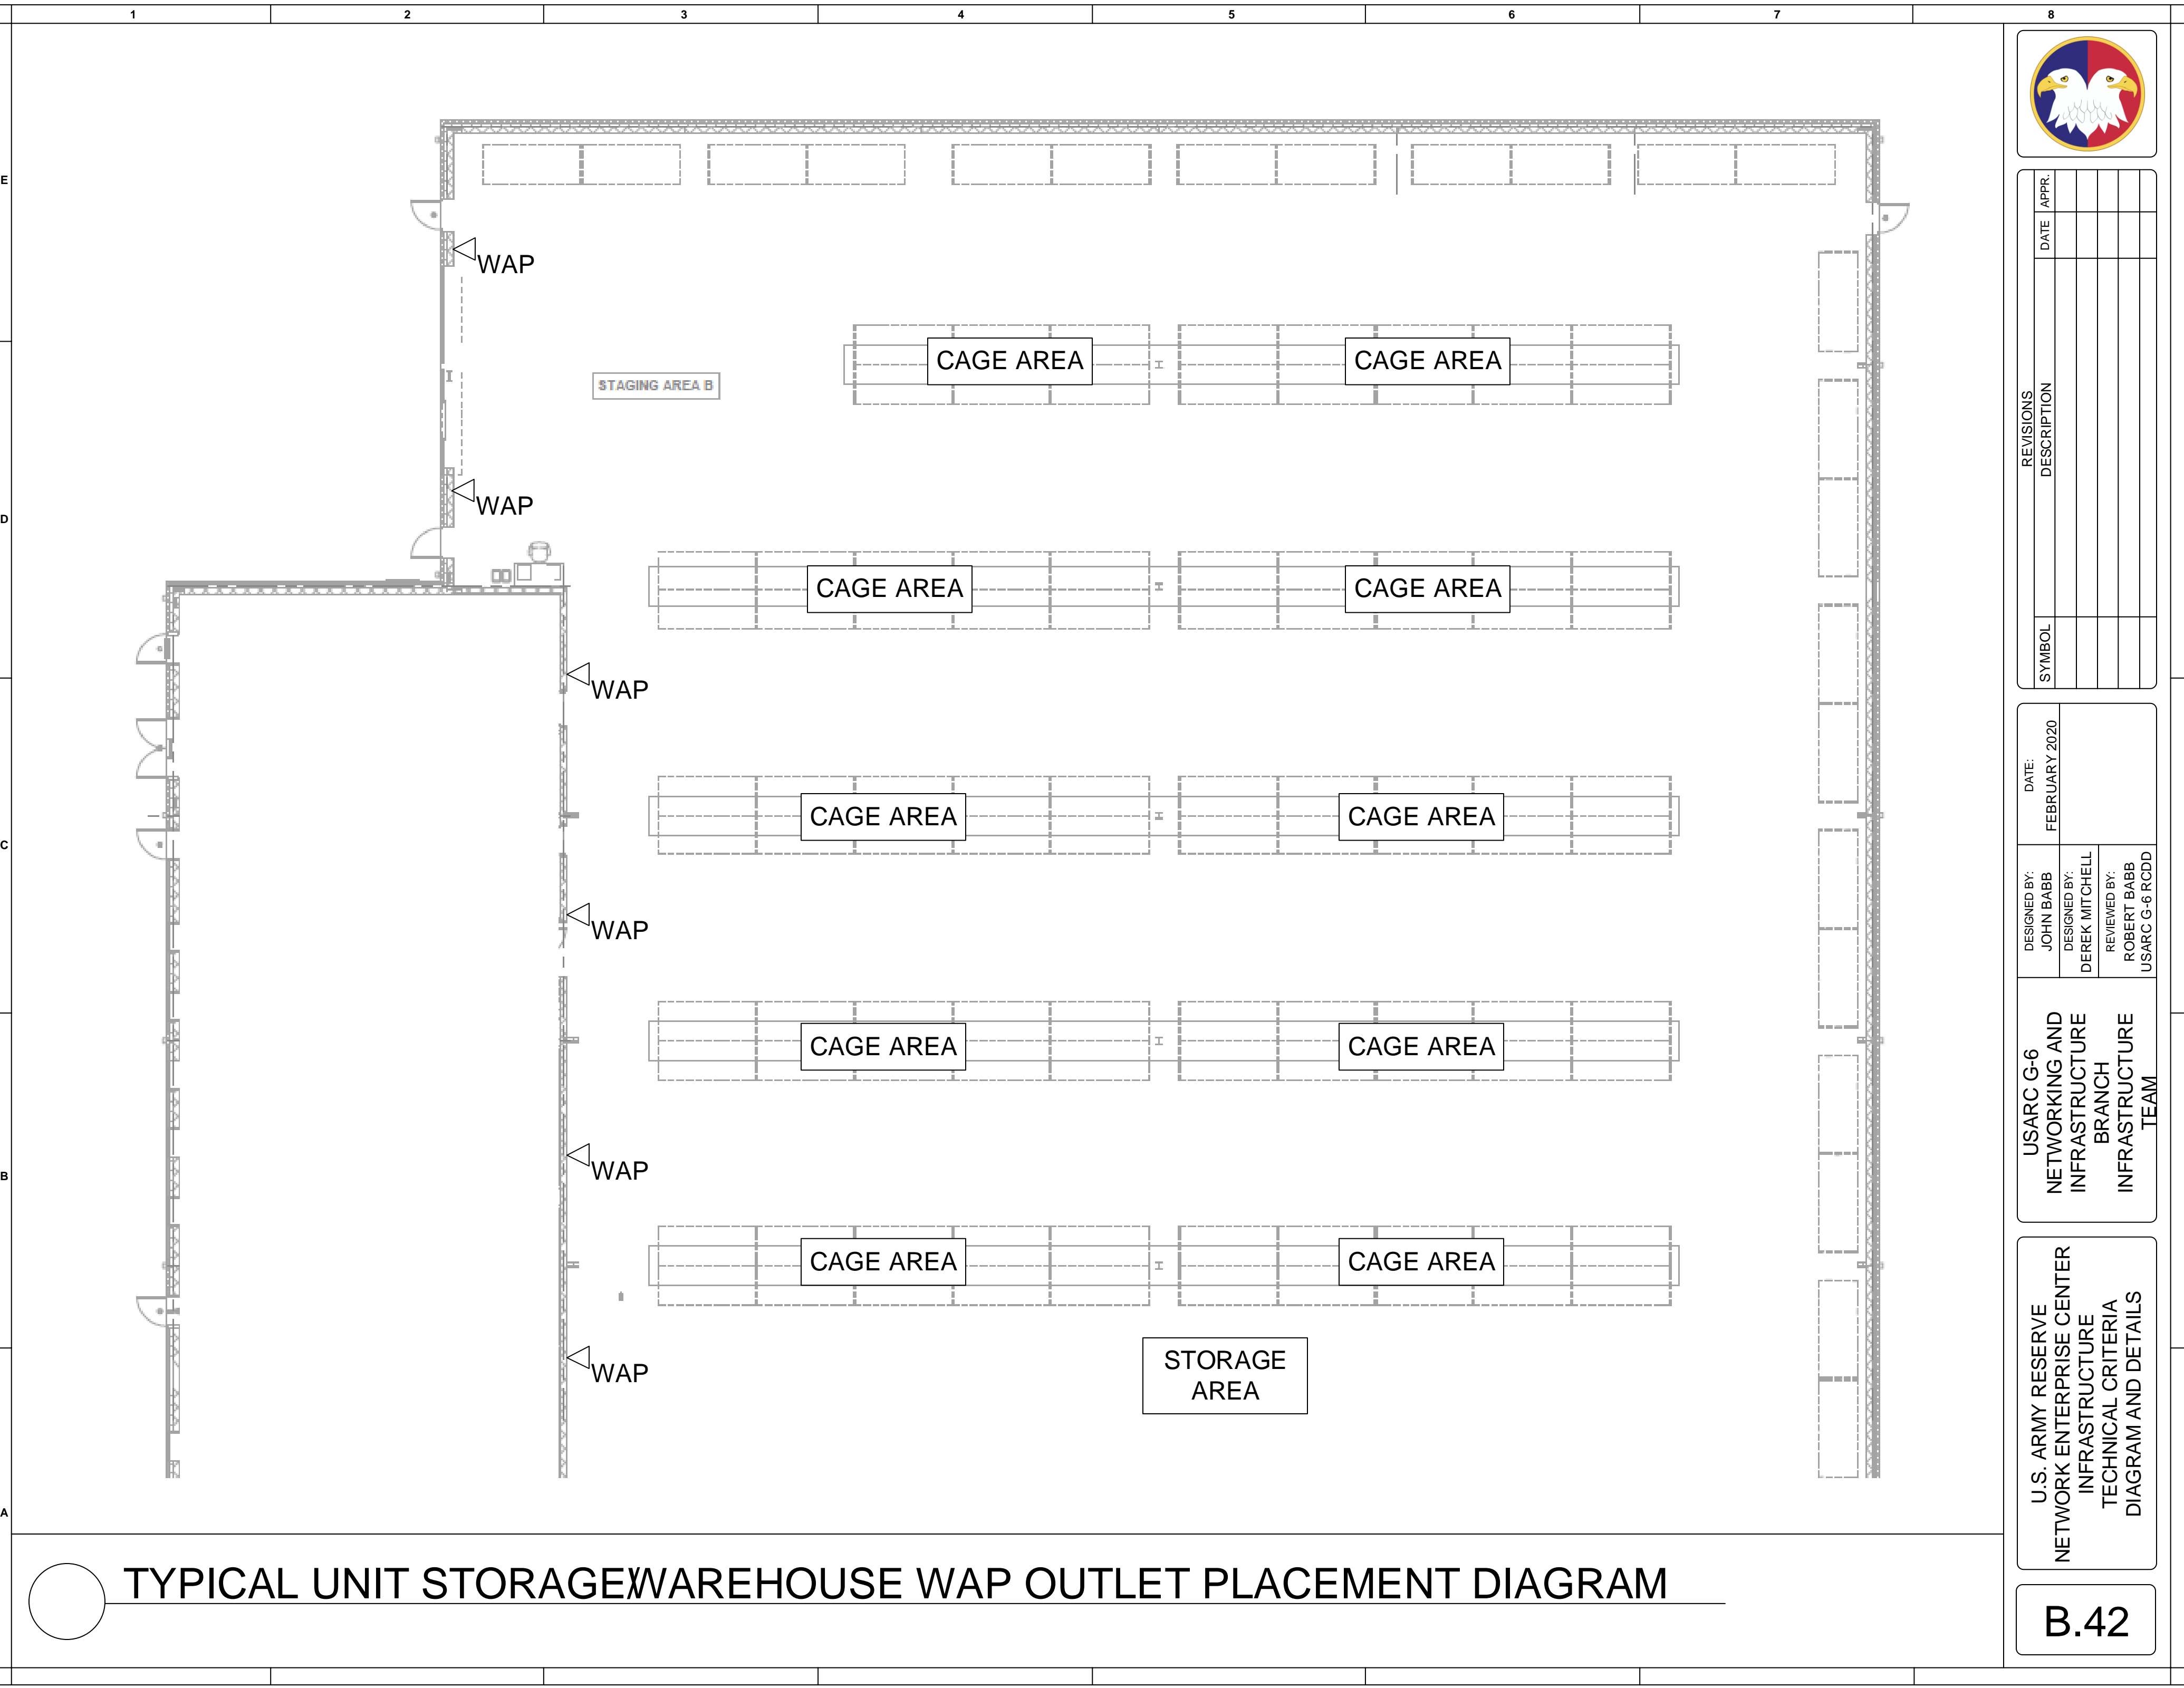 1 2 3 4 5 6 7 8
E
D
C
B
A
WAP
WAP
WAP
WAP
WAP
WAP
STAGING AREA B
CAGE AREA CAGE AREA
CAGE AREA CAGE AREA
CAGE AREA CAGE AREA
CAGE AREA CAGE AREA
CAGE AREA CAGE AREA
STORAGE
AREA
TYPICAL UNIT STORAGE/WAREHOUSE WAP OUTLET PLACEMENT DIAGRAM
REVISIONS
SYMBOL DESCRIPTION DATE APPR.
DATE:
FEBRUARY 2020
DESIGNED BY:
JOHN BABB
DESIGNED BY:
DEREK MITCHELL
REVIEWED BY:
ROBERT BABB
USARC G-6 RCDD
USARC G-6
NETWORKING AND
INFRASTRUCTURE
BRANCH
INFRASTRUCTURE
TEAM
U.S. ARMY RESERVE
NETWORK ENTERPRISE CENTER
INFRASTRUCTURE
TECHNICAL CRITERIA
DIAGRAM AND DETAILS
B.42